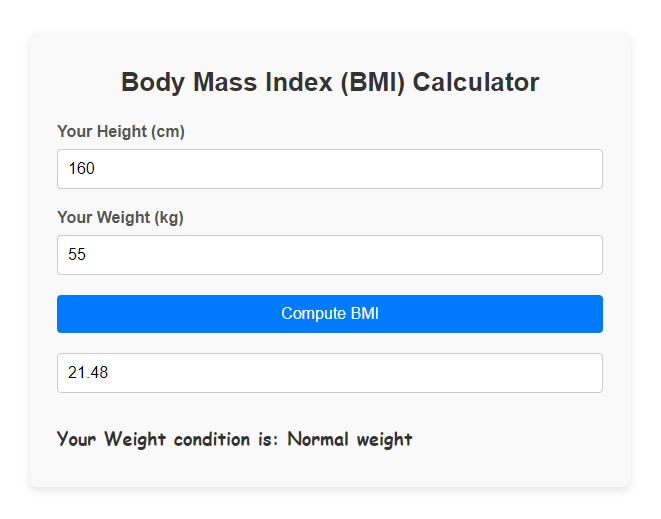 Body Mass Index (BMI) Calculator
Your Height (cm)
160
Your Weight (kg)
55
Compute BMI
21.48
Your Weight condition is: Normal weight